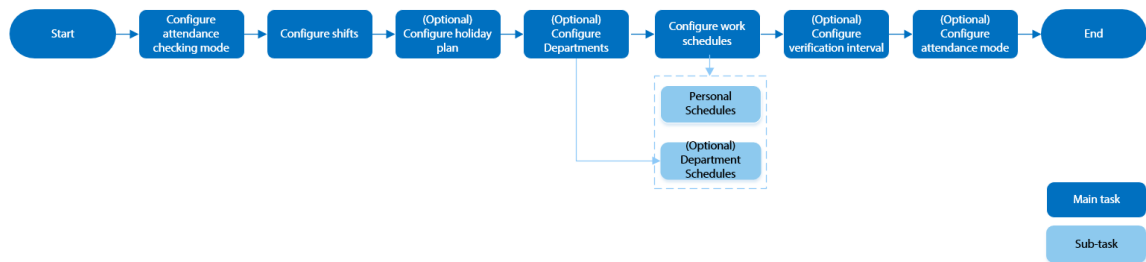 Start
Configure
attendance
checking mode
Configure shifts
(Optional)
Configure holiday
plan
(Optional)
Configure
Departments
Configure work
schedules
(Optional)
Configure
verification interval
(Optional)
Configure
attendance mode
End
Personal
Schedules
(Optional)
Department
Schedules
Main task
Sub-task